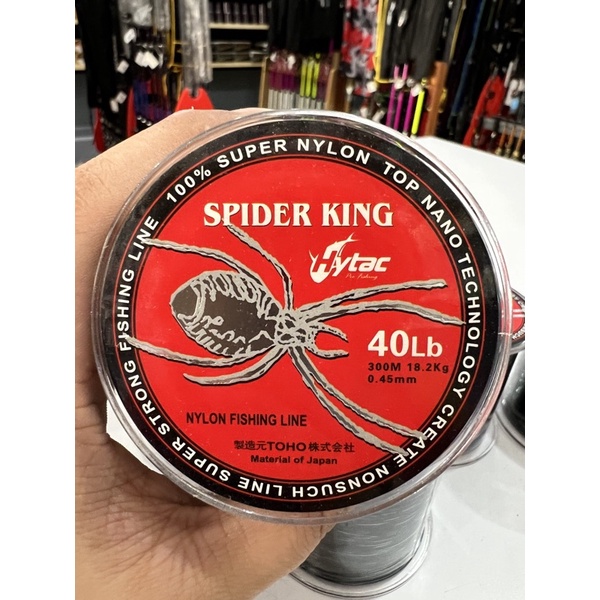 100% SUPER NYLON TOP NANO TECHNOLOGY CREATE NONSUCH LINE SUPER STRONG FISHING LINE
SPIDER KING
Hytac
40Lb
300M 18.2Kg
0.45mm
NYLON FISHING LINE
製造元TOHO株式会社
Material of Japan